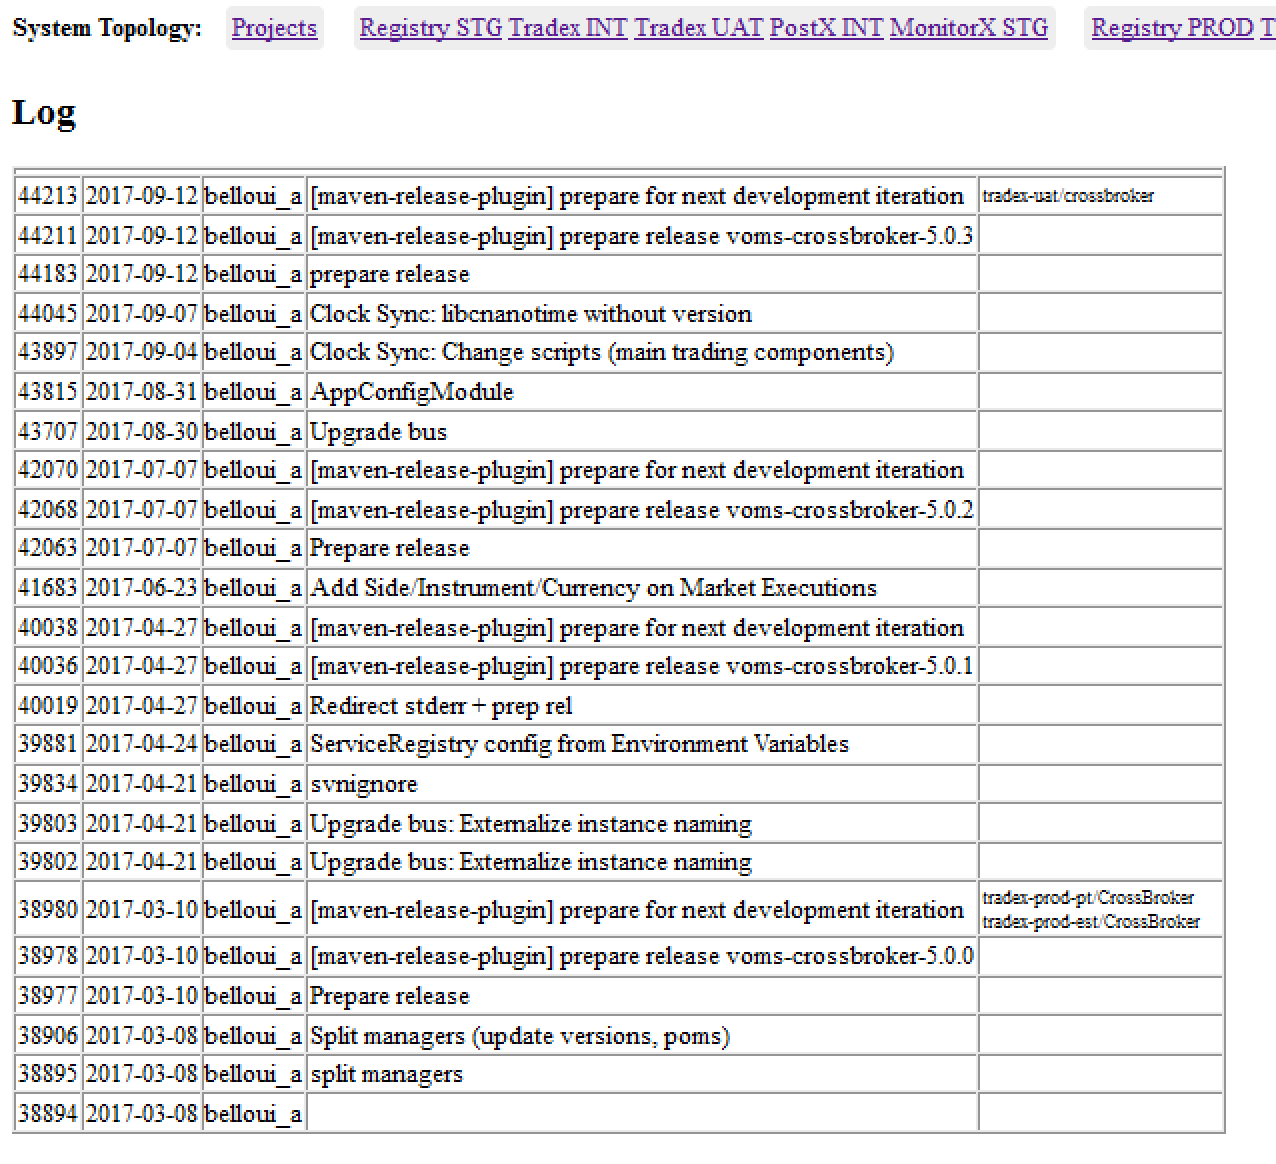 System Topology: Projects Registry STG Tradex INT Tradex UAT PostX INT MonitorX STG Registry PROD T
Log
44213 2017-09-12 belloui_a [maven-release-plugin] prepare for next development iteration tradex-uat/crossbroker
44211 2017-09-12 belloui_a [maven-release-plugin] prepare release voms-crossbroker-5.0.3
44183 2017-09-12 belloui_a prepare release
44045 2017-09-07 belloui_a Clock Sync: libcnanotime without version
43897 2017-09-04 belloui_a Clock Sync: Change scripts (main trading components)
43815 2017-08-31 belloui_a AppConfigModule
43707 2017-08-30 belloui_a Upgrade bus
42070 2017-07-07 belloui_a [maven-release-plugin] prepare for next development iteration
42068 2017-07-07 belloui_a [maven-release-plugin] prepare release voms-crossbroker-5.0.2
42063 2017-07-07 belloui_a Prepare release
41683 2017-06-23 belloui_a Add Side/Instrument/Currency on Market Executions
40038 2017-04-27 belloui_a [maven-release-plugin] prepare for next development iteration
40036 2017-04-27 belloui_a [maven-release-plugin] prepare release voms-crossbroker-5.0.1
40019 2017-04-27 belloui_a Redirect stderr + prep rel
39881 2017-04-24 belloui_a ServiceRegistry config from Environment Variables
39834 2017-04-21 belloui_a svnignore
39803 2017-04-21 belloui_a Upgrade bus: Externalize instance naming
39802 2017-04-21 belloui_a Upgrade bus: Externalize instance naming
38980 2017-03-10 belloui_a [maven-release-plugin] prepare for next development iteration tradex-prod-pt/CrossBroker
tradex-prod-est/CrossBroker
38978 2017-03-10 belloui_a [maven-release-plugin] prepare release voms-crossbroker-5.0.0
38977 2017-03-10 belloui_a Prepare release
38906 2017-03-08 belloui_a Split managers (update versions, poms)
38895 2017-03-08 belloui_a split managers
38894 2017-03-08 belloui_a